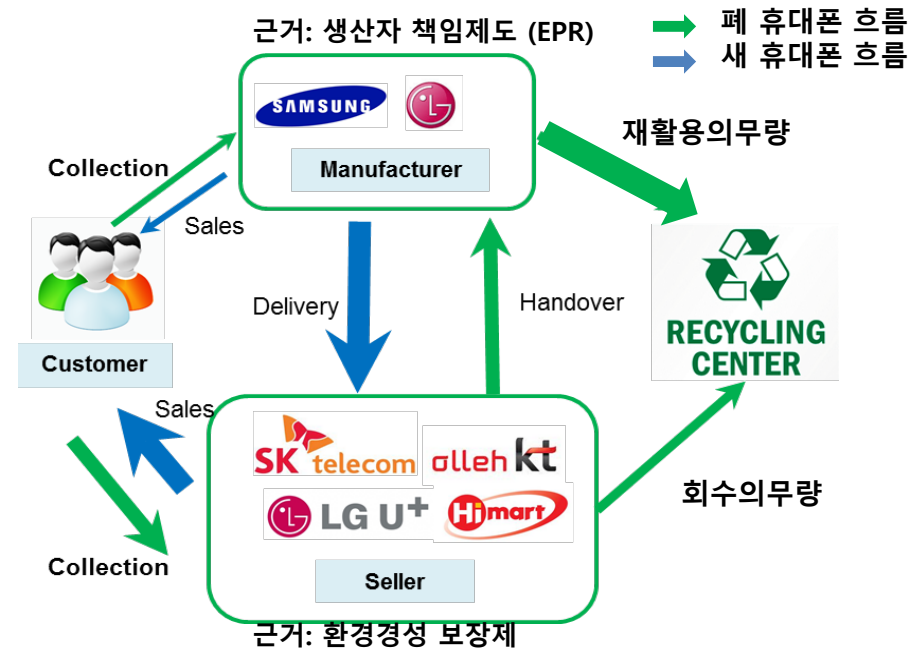 근거: 생산자 책임제도 (EPR)
폐 휴대폰 흐름
새 휴대폰 흐름
SAMSUNG
LG
Manufacturer
재활용의무량
Collection
Sales
Delivery
Handover
RECYCLING
CENTER
Customer
Sales
SK telecom
olleh kt
LG U+
Himart
회수의무량
Collection
Seller
근거: 환경경성 보장제